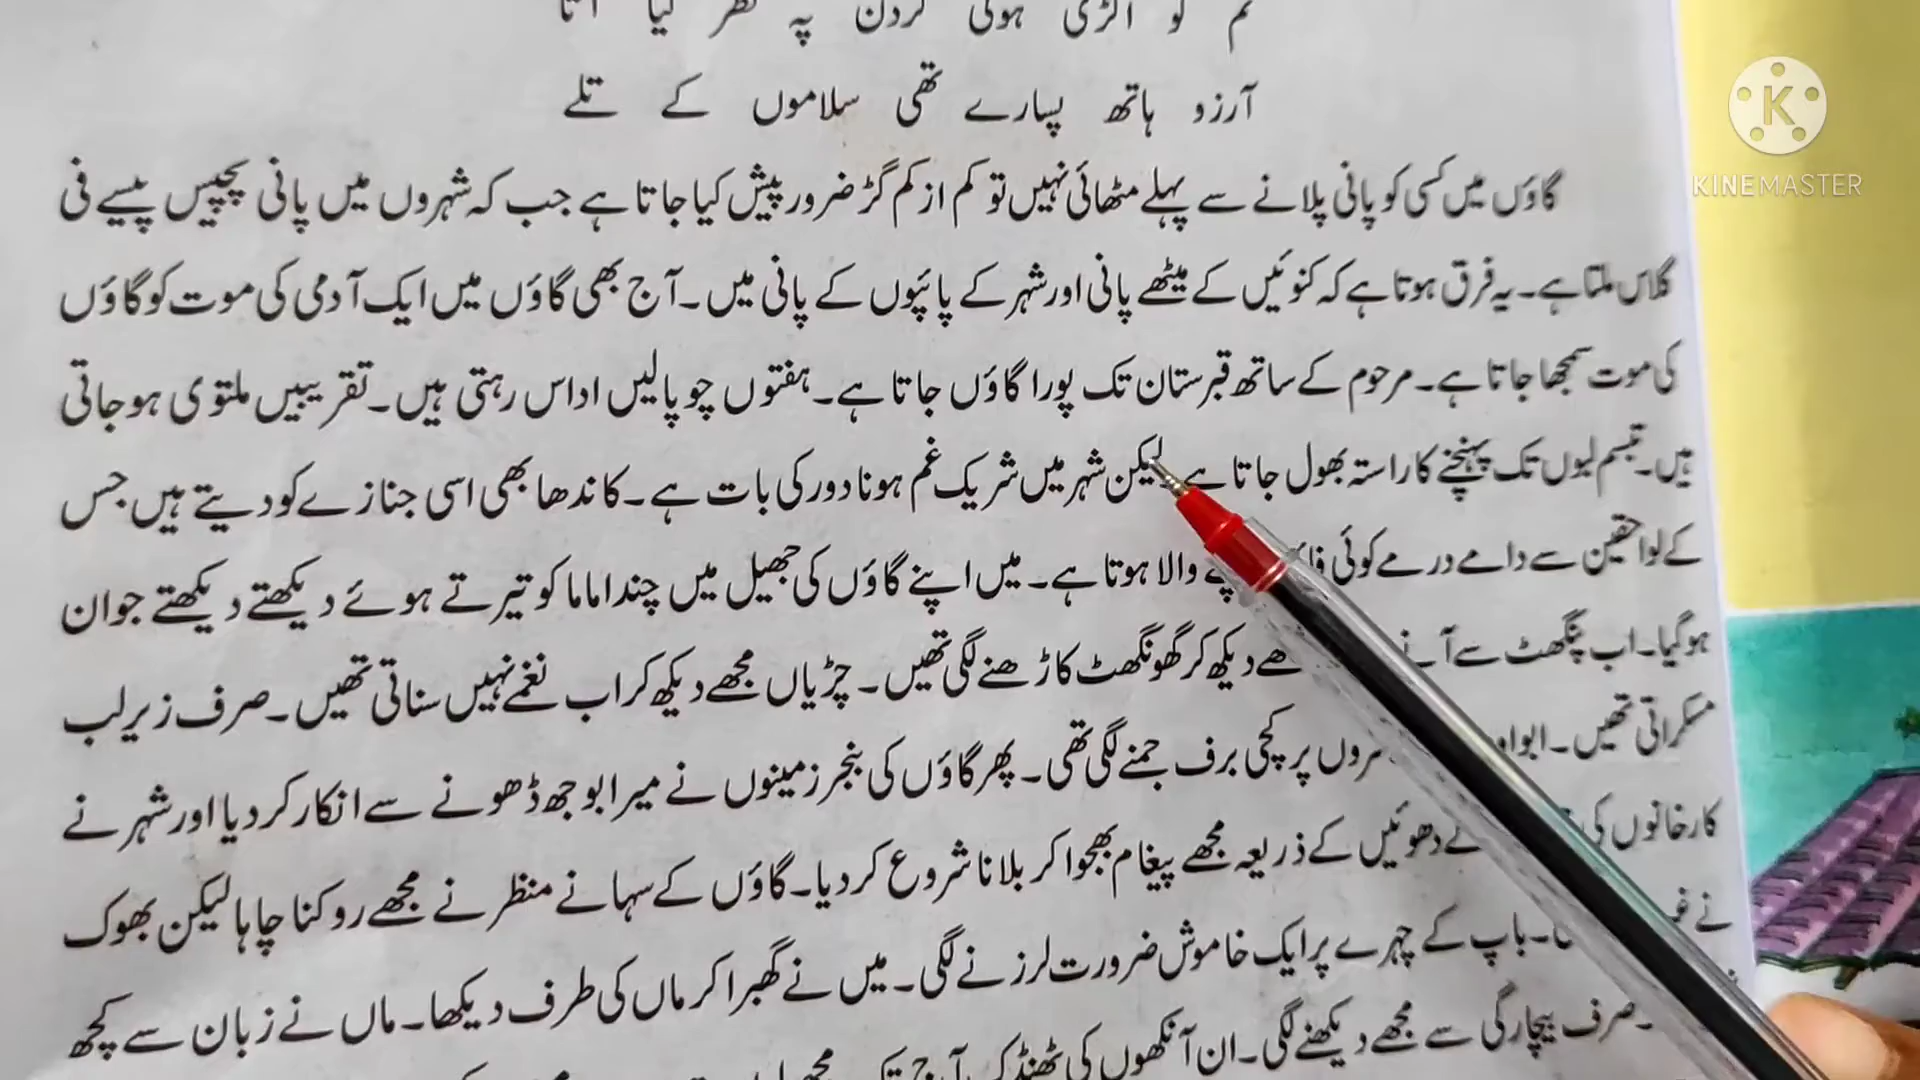 آرزو ہاتھ پسارے تھی سلاموں کے تلے
گاؤں میں کسی کو پانی پلانے سے پہلے مٹھائی نہیں تو کم از کم گڑ ضرور پیش کیا جاتا ہے جب کہ شہروں میں پانی پچیس پیسے فی
گلاس ملتا ہے۔ یہ فرق ہوتا ہے کہ کنوئیں کے میٹھے پانی اور شہر کے پائپوں کے پانی میں۔ آج بھی گاؤں میں ایک آدمی کی موت کو گاؤں
کی موت سمجھا جاتا ہے۔ مرحوم کے ساتھ قبرستان تک پورا گاؤں جاتا ہے۔ ہفتوں چوپالیں اداس رہتی ہیں۔ تقریبیں ملتوی ہو جاتی
ہیں۔ تبسم لبوں تک پہنچنے کا راستہ بھول جاتا ہے لیکن شہر میں شریک غم ہونا دور کی بات ہے۔ کاندھا بھی اسی جنازے کو دیتے ہیں جس
کے لواحقین سے دامے درمے کوئی والا ہوتا ہے۔ میں اپنے گاؤں کی جھیل میں چندا ماما کو تیرتے ہوئے دیکھتے دیکھتے جوان
ہوگیا۔ اب پنگھٹ سے دیکھ کر گھونگھٹ کاڑھنے لگی تھیں۔ چڑیاں مجھے دیکھ کر اب نغمے نہیں سناتی تھیں۔ صرف زیر لب
مسکراتی تھیں۔ ابو پر کچی برف جمنے لگی تھی۔ پھر گاؤں کی بنجر زمینوں نے میرا بوجھ ڈھونے سے انکار کر دیا اور شہر نے
کارخانوں کی دھوئیں کے ذریعہ مجھے پیغام بھجوا کر بلانا شروع کر دیا۔ گاؤں کے سہانے منظر نے مجھے روکنا چاہا لیکن بھوک
نے باپ کے چہرے پر ایک خاموش ضرورت لرزنے لگی۔ میں نے گھبرا کر ماں کی طرف دیکھا۔ ماں نے زبان سے کچھ
صرف بیچارگی سے مجھے دیکھنے لگی۔ ان آنکھوں کی ٹھنڈک آج تک
KINEMASTER